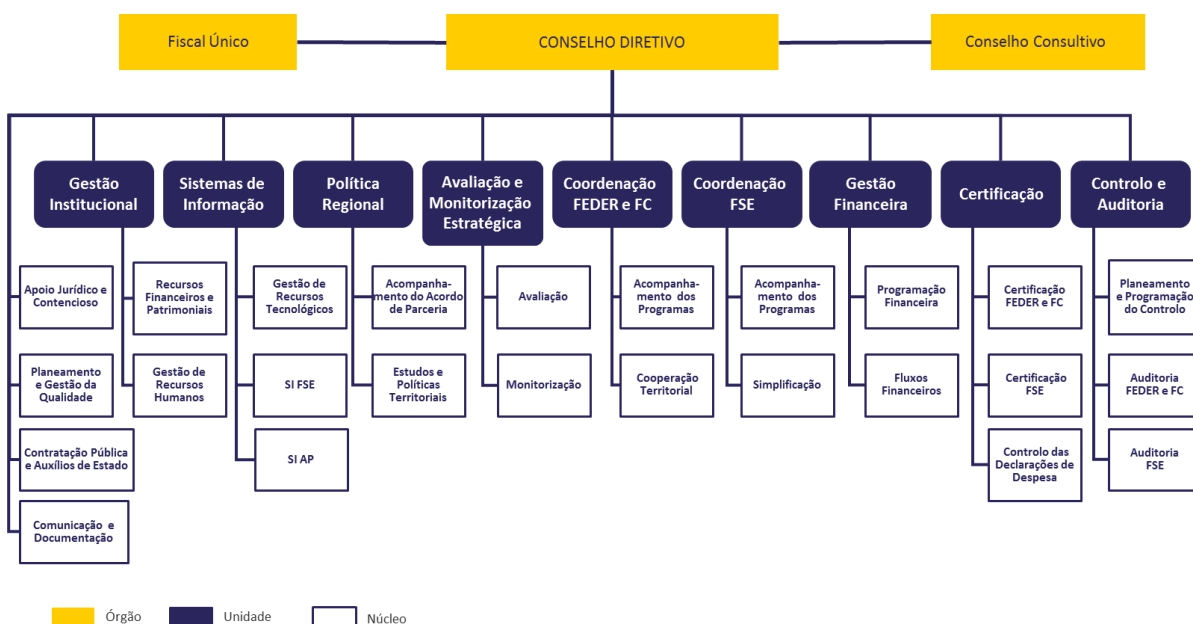 Fiscal Único
CONSELHO DIRETIVO
Conselho Consultivo
Gestão
Institucional
Sistemas de
Informação
Política
Regional
Avaliação e
Monitorização
Estratégica
Coordenação
FEDER e FC
Coordenação
FSE
Gestão
Financeira
Certificação
Controlo e
Auditoria
Apoio Jurídico e
Contencioso
Recursos
Financeiros e
Patrimoniais
Gestão de
Recursos
Tecnológicos
Acompanha-
mento do Acordo
de Parceria
Avaliação
Acompanha-
mento dos
Programas
Acompanha-
mento dos
Programas
Programação
Financeira
Certificação
FEDER e FC
Planeamento
e Programação
do Controlo
Planeamento
e Gestão da
Qualidade
Gestão de
Recursos
Humanos
SI FSE
Estudos e
Políticas
Territoriais
Monitorização
Cooperação
Territorial
Simplificação
Fluxos
Financeiros
Certificação
FSE
Auditoria
FEDER e FC
Contratação Pública
e Auxílios de Estado
SI AP
Controlo das
Declarações de
Despesa
Auditoria
FSE
Comunicação e
Documentação
Órgão
Unidade
Núcleo